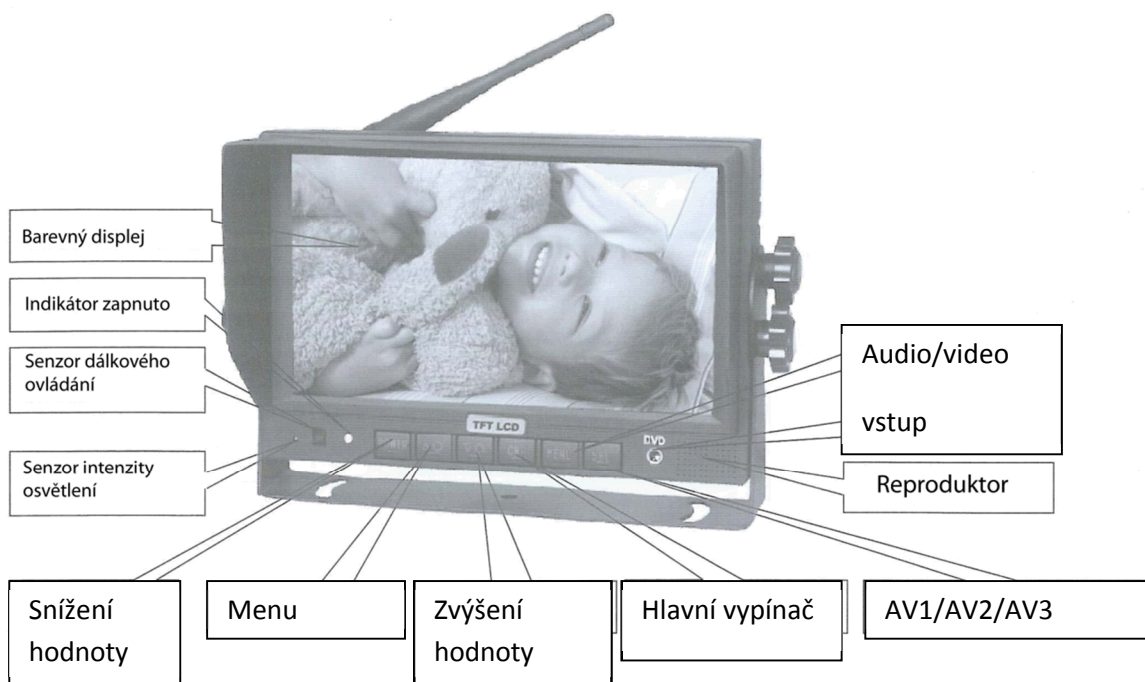 Barevný displej
Indikátor zapnuto
Senzor dálkového
ovládání
Senzor intenzity
osvětlení
TFT LCD
MENU
DVD
Audio/video
vstup
Reproduktor
Snížení
hodnoty
Menu
Zvýšení
hodnoty
Hlavní vypínač
AV1/AV2/AV3